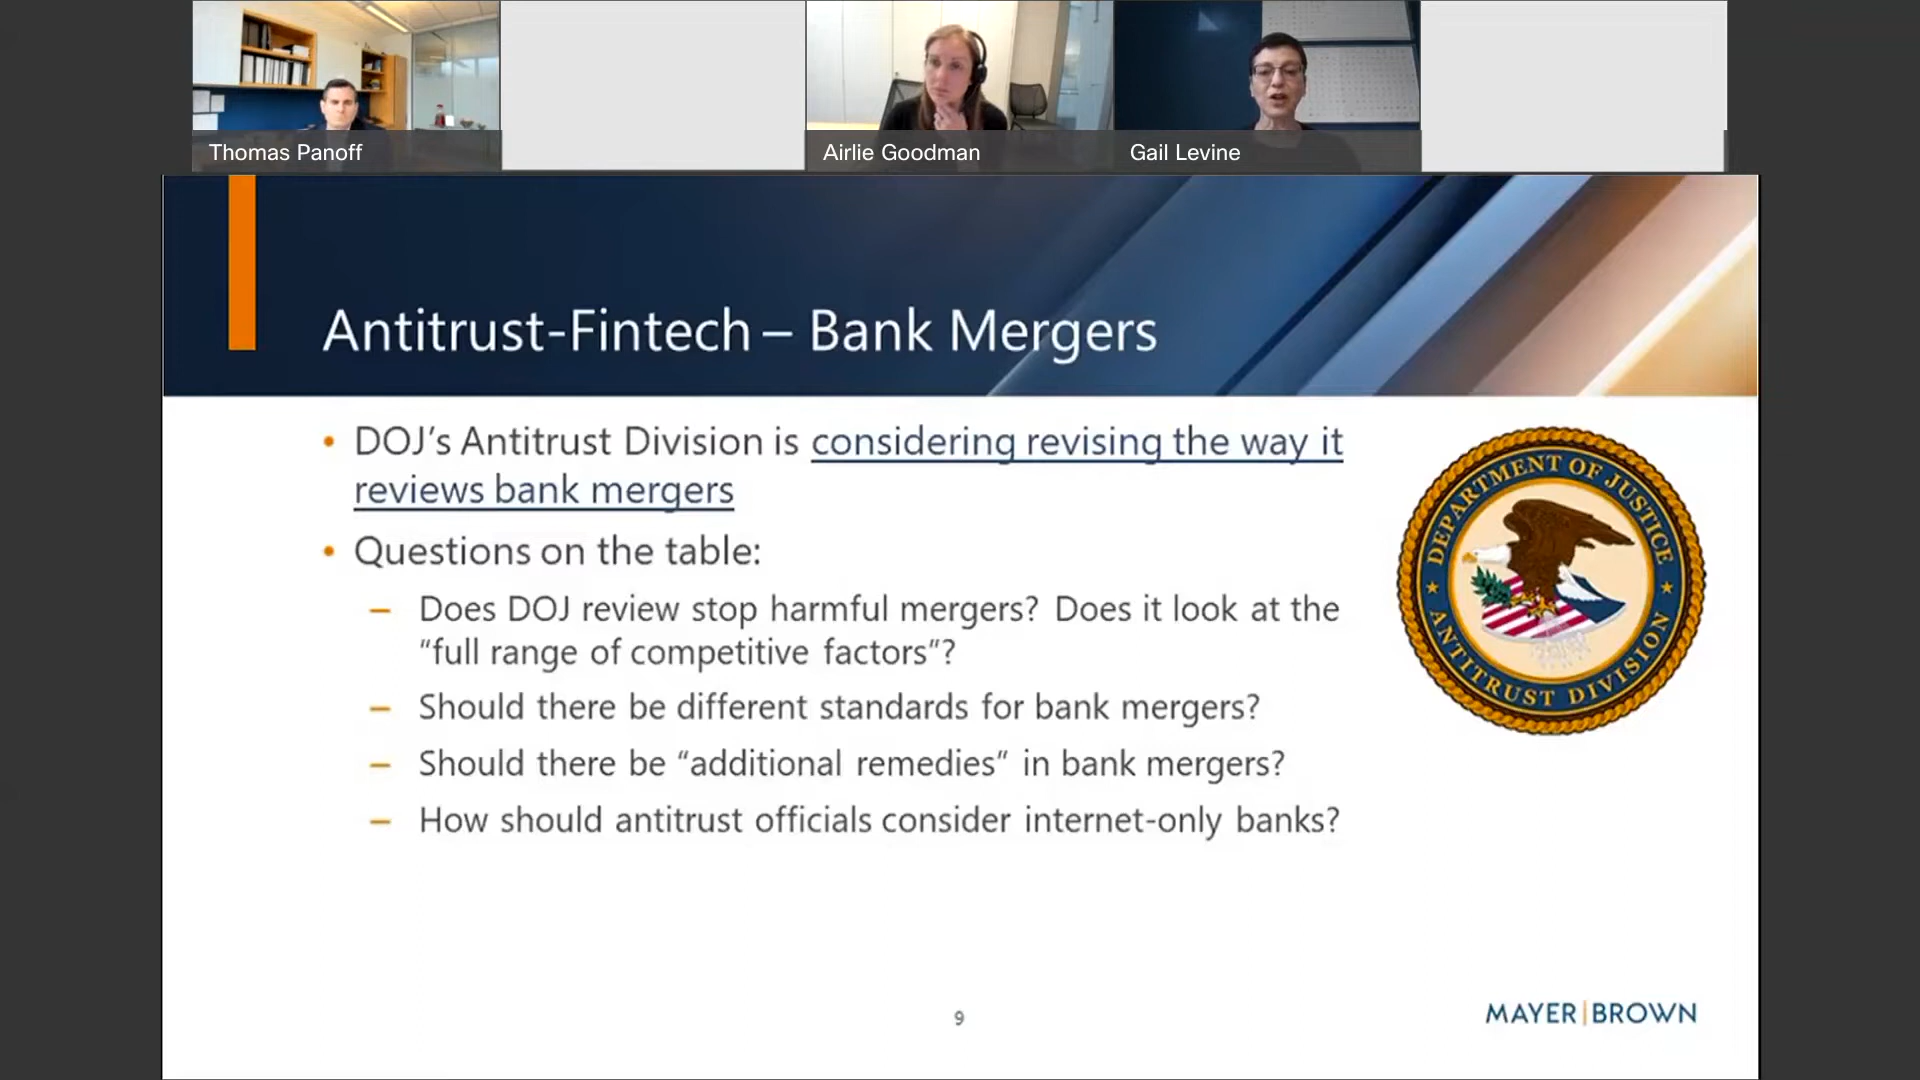 Thomas Panoff
Airlie Goodman
Gail Levine
Antitrust-Fintech – Bank Mergers
• DOJ’s Antitrust Division is considering revising the way it
reviews bank mergers
• Questions on the table:
– Does DOJ review stop harmful mergers? Does it look at the
“full range of competitive factors”?
– Should there be different standards for bank mergers?
– Should there be “additional remedies” in bank mergers?
– How should antitrust officials consider internet-only banks?
DEPARTMENT OF JUSTICE
ANTITRUST DIVISION
9
MAYER|BROWN